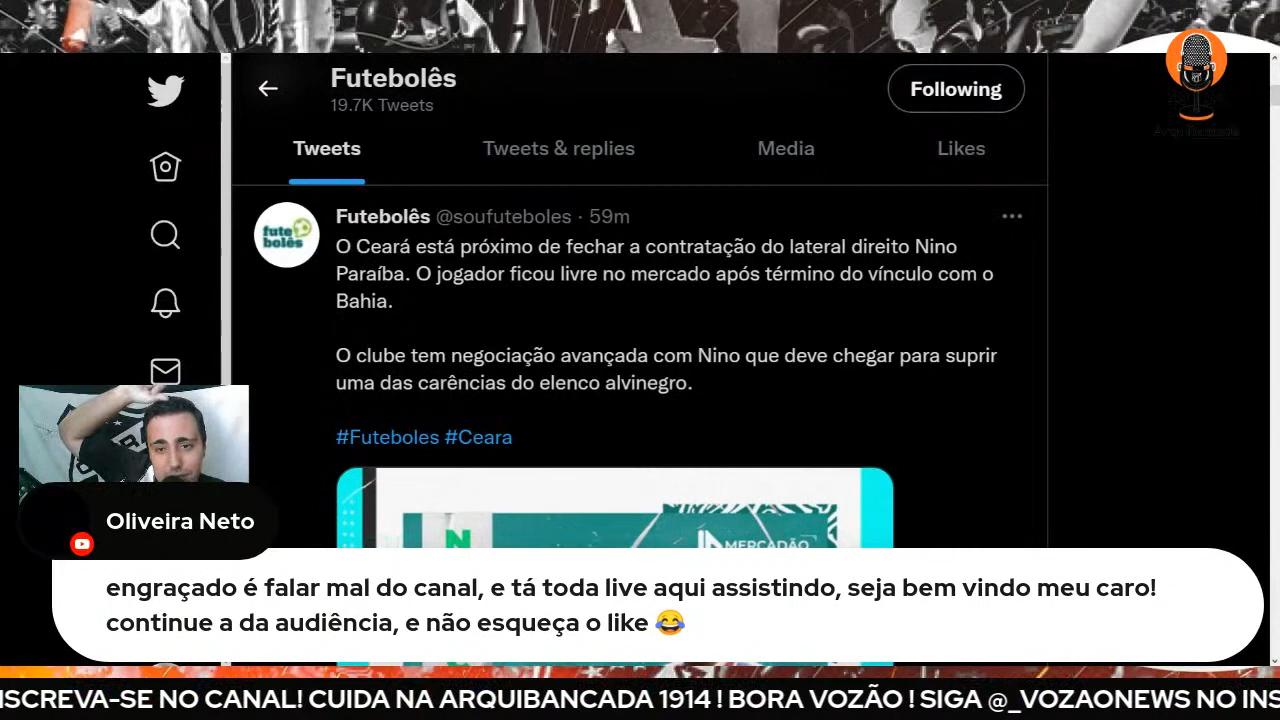 Futebolês
19.7K Tweets
Following
Tweets
Tweets & replies
Media
Likes
Futebolês @soufuteboles · 59m
futebolês
O Ceará está próximo de fechar a contratação do lateral direito Nino
Paraíba. O jogador ficou livre no mercado após término do vínculo com o
Bahia.
O clube tem negociação avançada com Nino que deve chegar para suprir
uma das carências do elenco alvinegro.
#Futeboles #Ceara
N
MERCADÃO
Oliveira Neto
engraçado é falar mal do canal, e tá toda live aqui assistindo, seja bem vindo meu caro!
continue a da audiência, e não esqueça o like 😂
NSCREVA-SE NO CANAL! CUIDA NA ARQUIBANCADA 1914 ! BORA VOZÃO ! SIGA @_VOZAONEWS NO INS